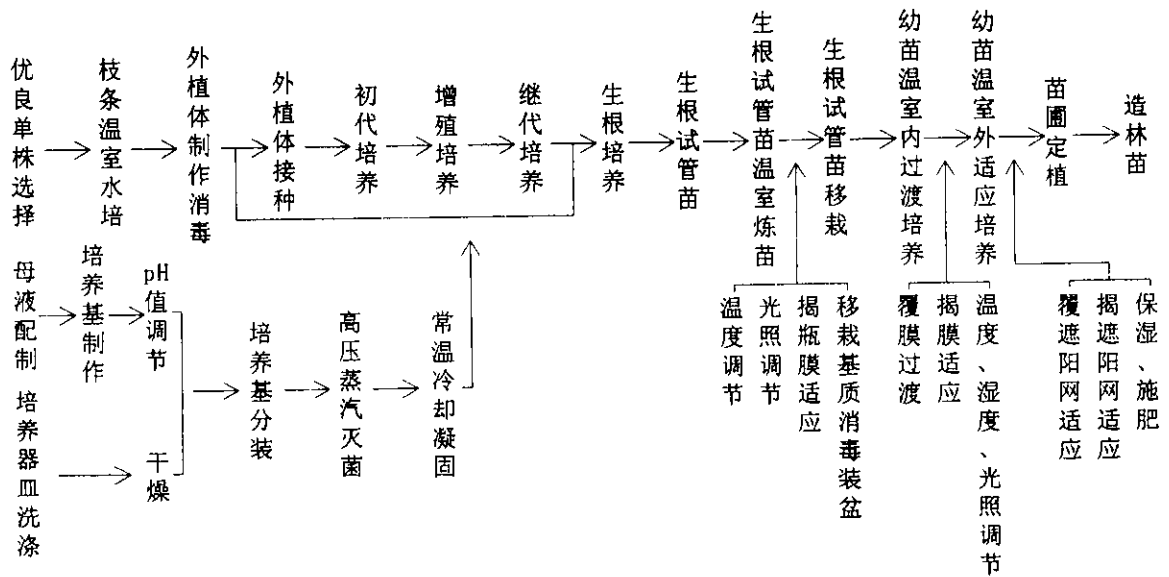 优良单株选择
枝条温室水培
外植体制作消毒
外植体接种
初代培养
增殖培养
继代培养
生根培养
生根试管苗
生根试管苗温室炼苗
生根试管苗移栽
幼苗温室内过渡培养
幼苗温室外适应培养
苗圃定植
造林苗
母液配制
培养基制作
pH值调节
培养器皿洗涤
干燥
培养基分装
高压蒸汽灭菌
常温冷却凝固
温度调节
光照调节
揭瓶膜适应
移栽基质消毒装盆
覆膜过渡
揭膜适应
温度、湿度、光照调节
覆遮阳网适应
揭遮阳网适应
保湿、施肥